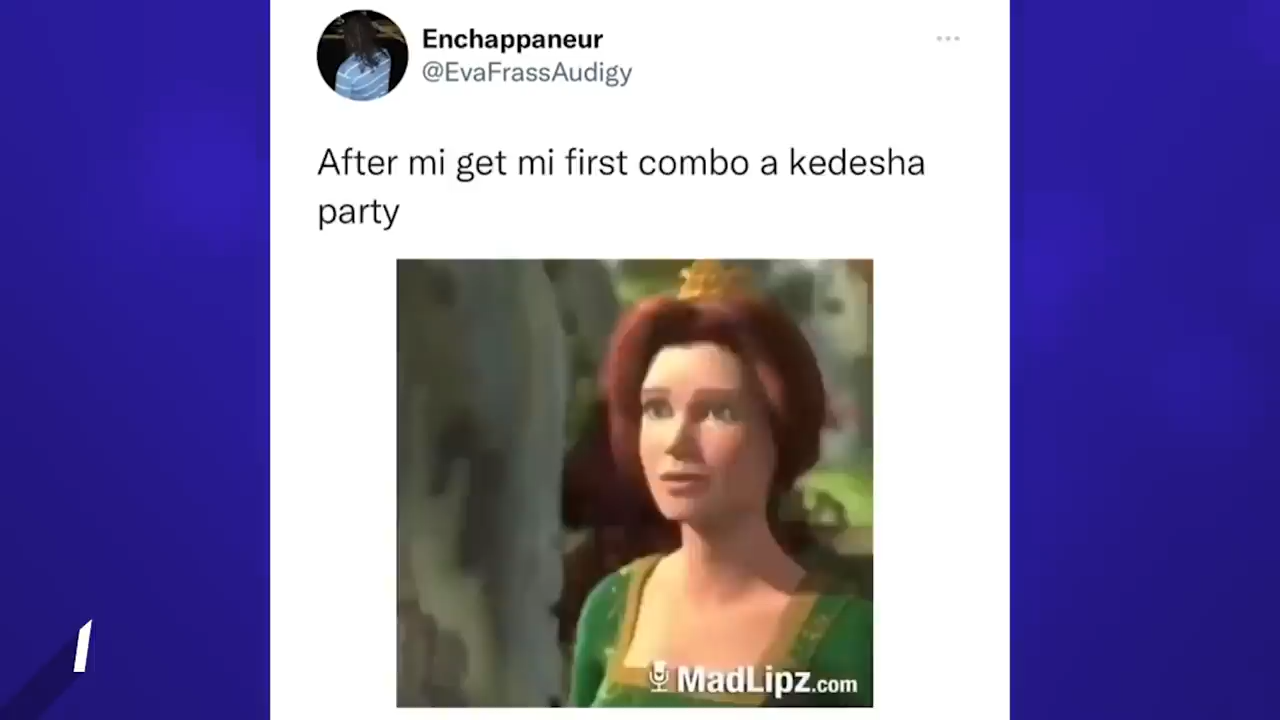 Enchappaneur
@EvaFrassAudigy
After mi get mi first combo a kedesha
party
MadLipz.com